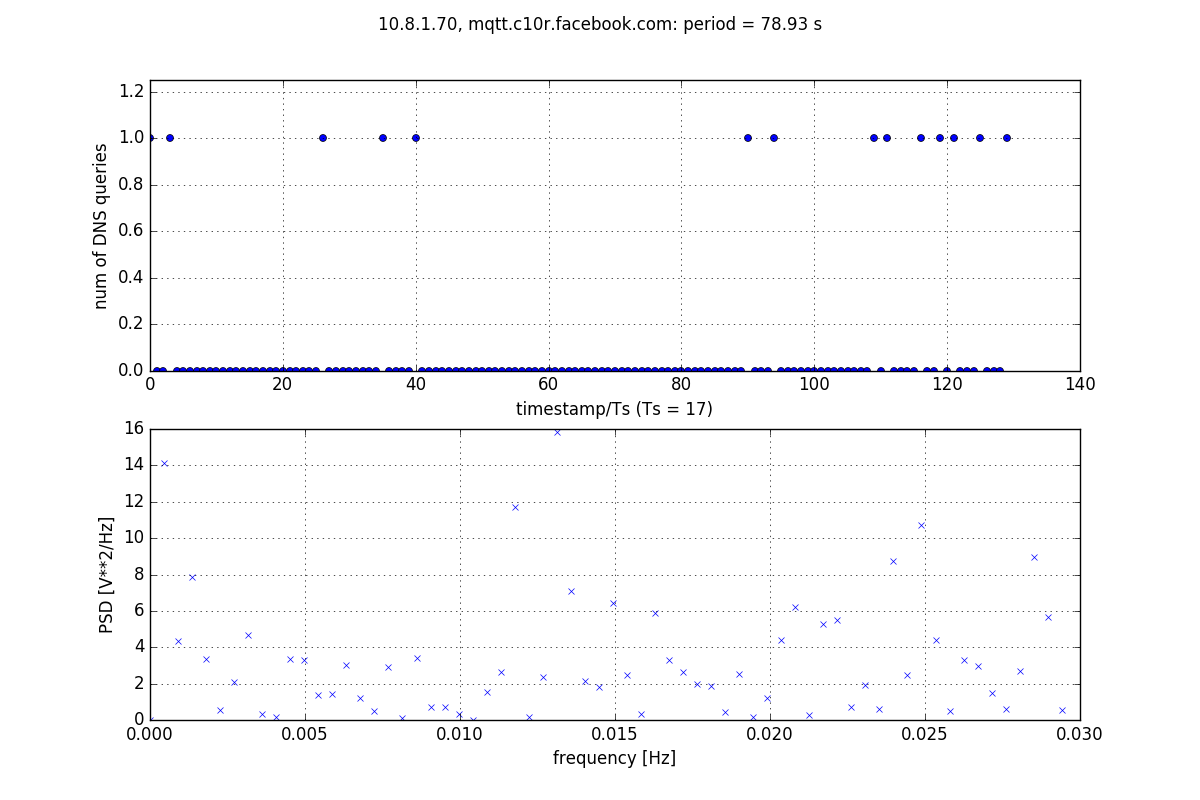 10.8.1.70, mqtt.c10r.facebook.com: period = 78.93 s
num of DNS queries
1.2
1.0
0.8
0.6
0.4
0.2
0.0
0 20 40 60 80 100 120 140
timestamp/Ts (Ts = 17)
PSD [V**2/Hz]
16
14
12
10
8
6
4
2
0
0.000 0.005 0.010 0.015 0.020 0.025 0.030
frequency [Hz]